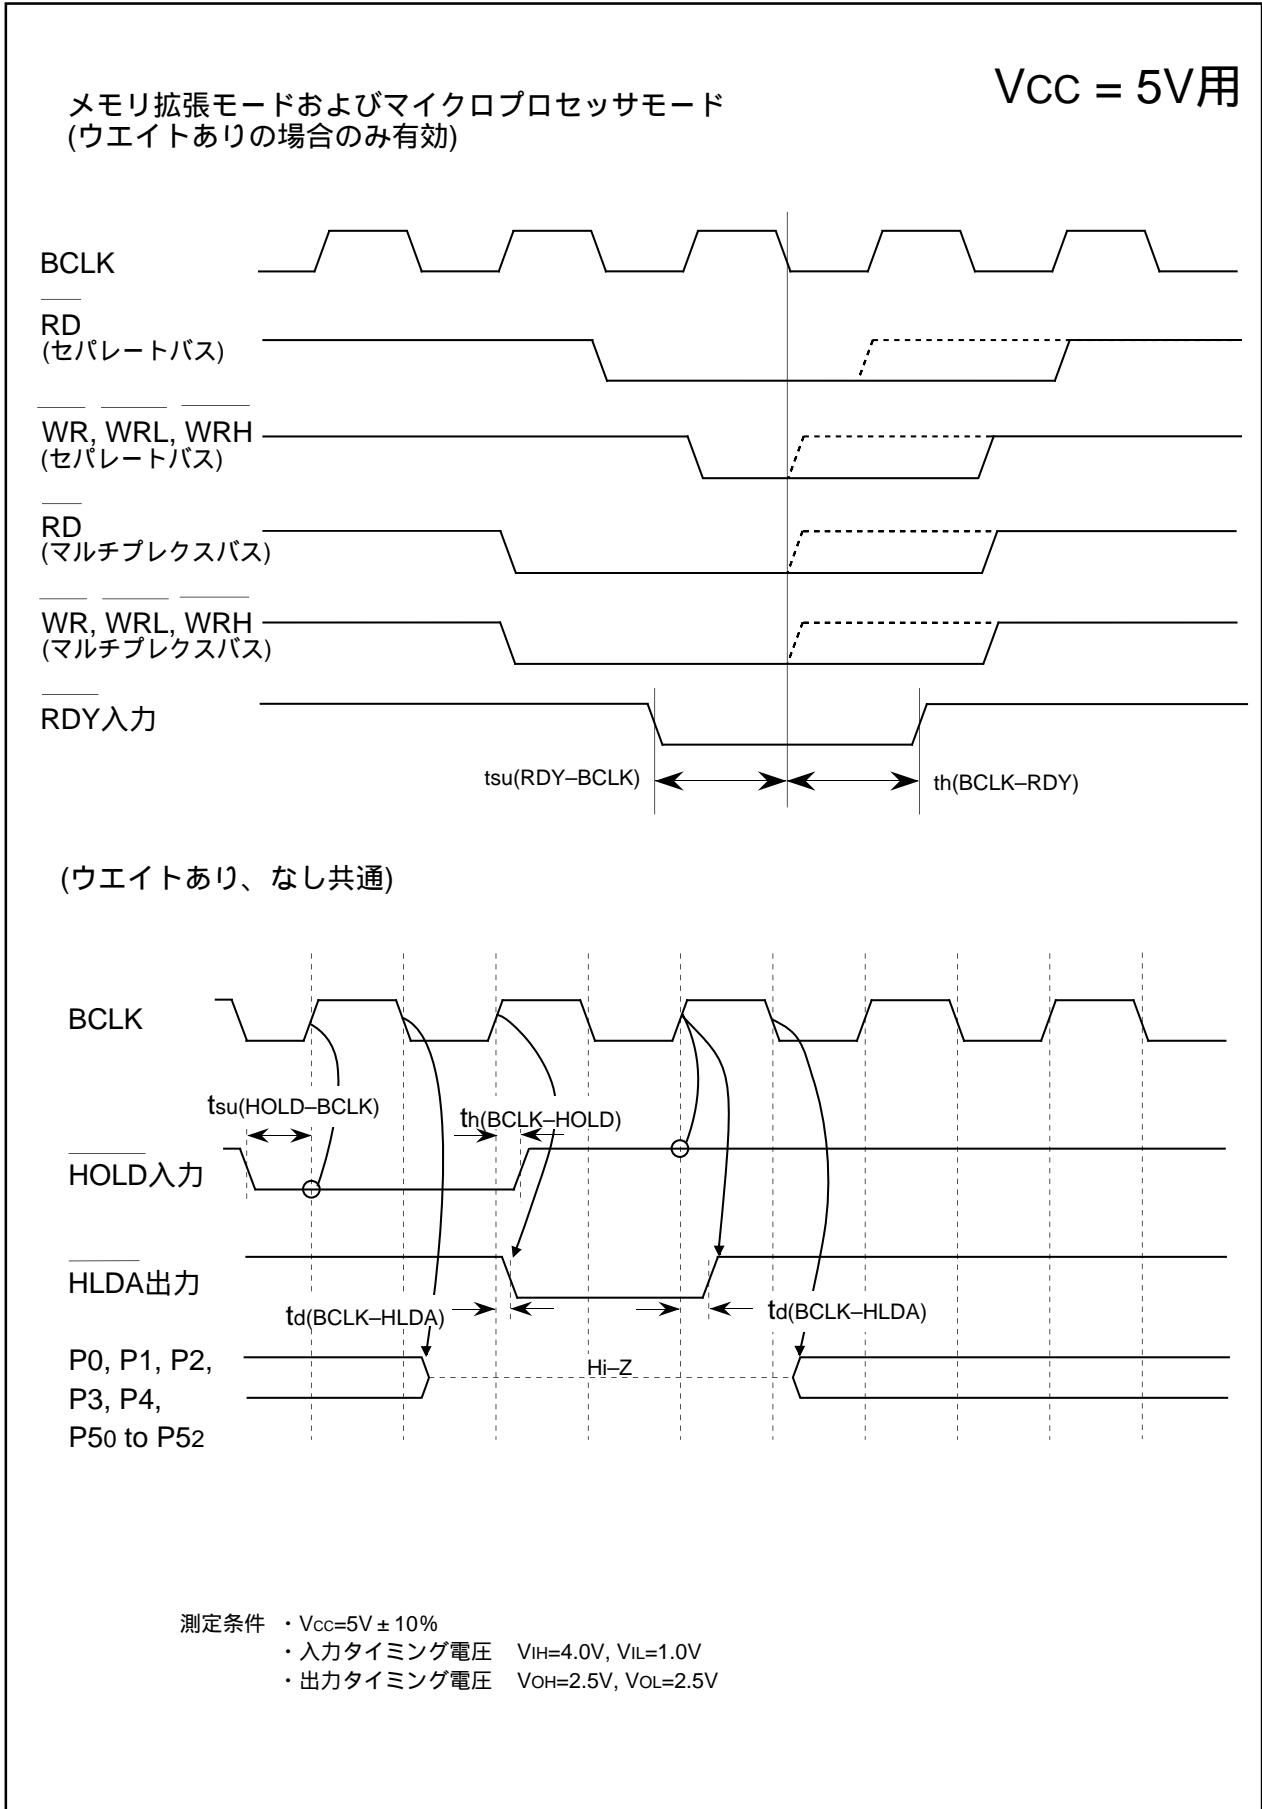 VCC = 5V用
メモリ拡張モードおよびマイクロプロセッサモード
(ウエイトありの場合のみ有効)
BCLK
RD
(セパレートバス)
WR, WRL, WRH
(セパレートバス)
RD
(マルチプレクスバス)
WR, WRL, WRH
(マルチプレクスバス)
RDY入力
tsu(RDY–BCLK)
th(BCLK–RDY)
(ウエイトあり、なし共通)
BCLK
tsu(HOLD–BCLK)
th(BCLK–HOLD)
HOLD入力
HLDA出力
td(BCLK–HLDA)
td(BCLK–HLDA)
P0, P1, P2,
P3, P4,
P50 to P52
Hi–Z
測定条件 ・VCC=5V±10%
・入力タイミング電圧 VIH=4.0V, VIL=1.0V
・出力タイミング電圧 VOH=2.5V, VOL=2.5V